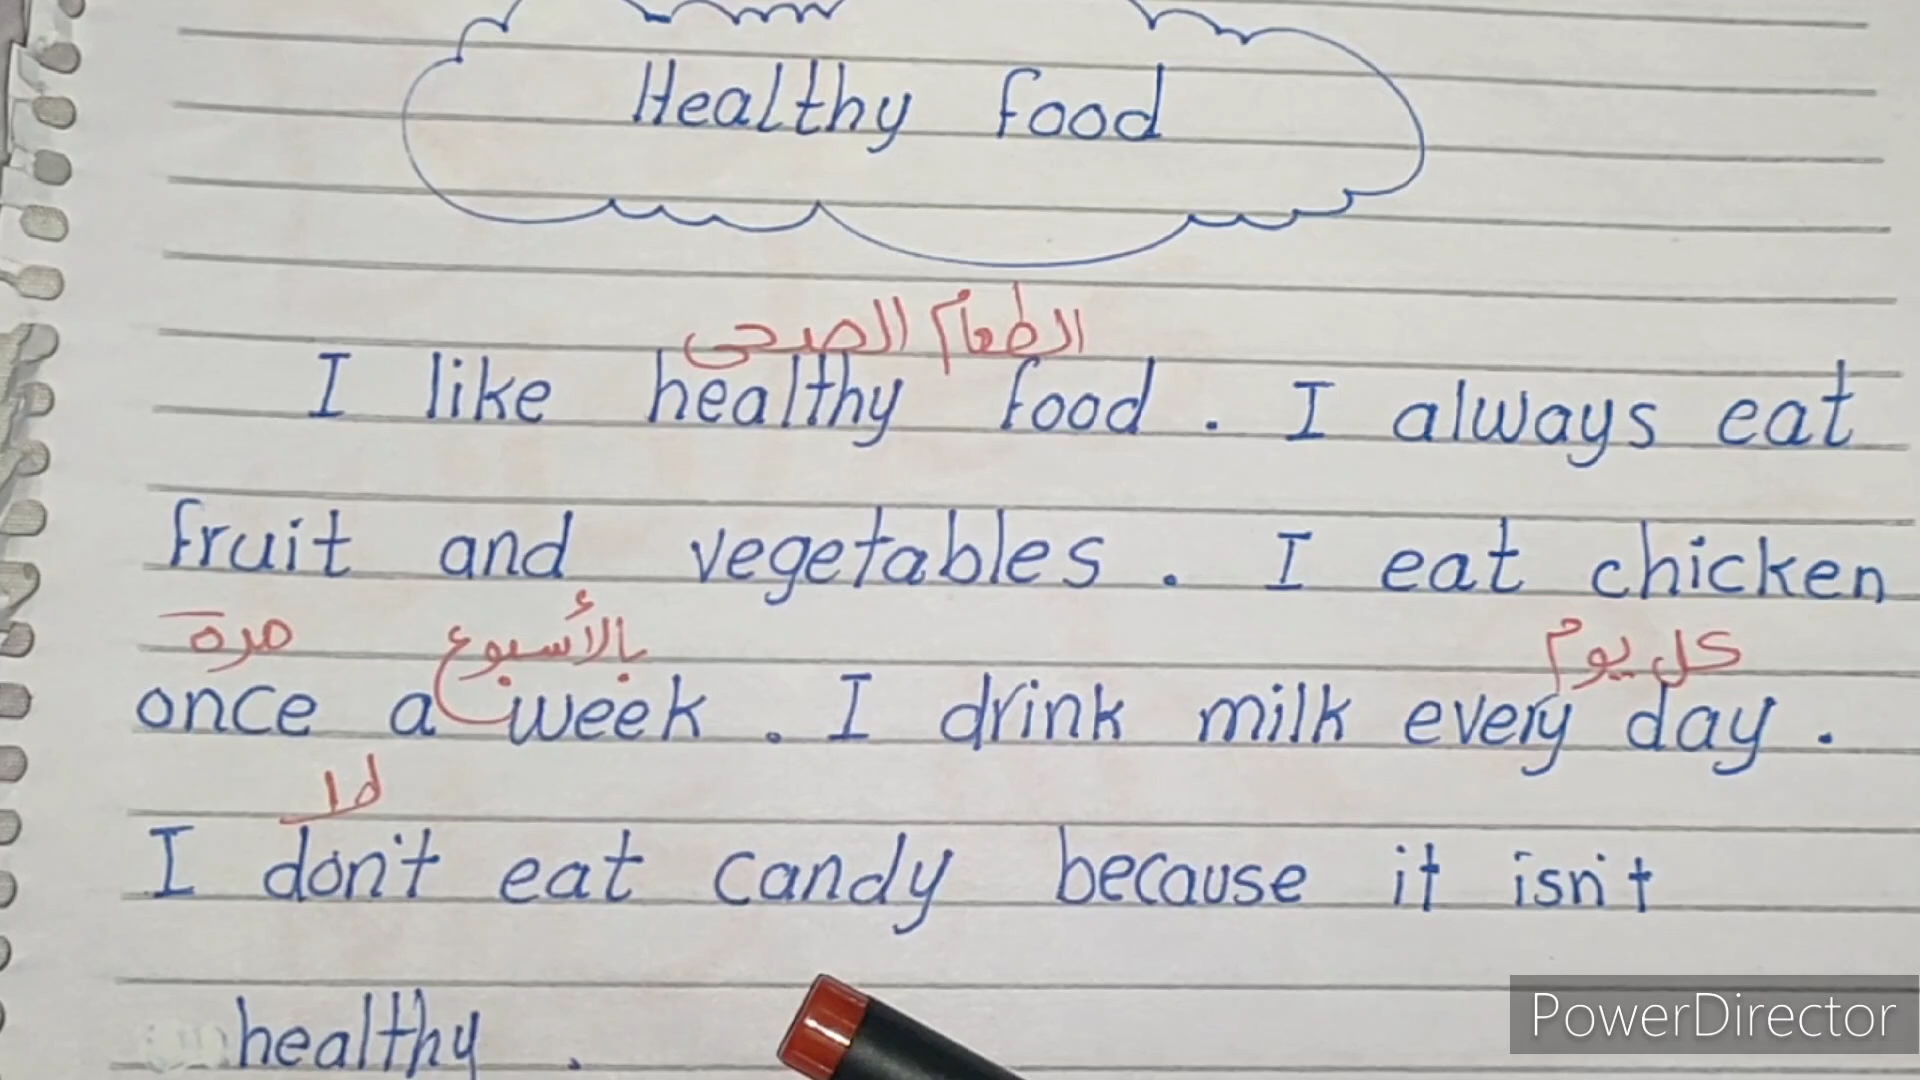 Healthy food
الطعام الصحى
I like healthy food . I always eat
fruit and vegetables . I eat chicken
مرة بالأسبوع كل يوم
once a week . I drink milk every day .
لا
I don't eat candy because it isn't
healthy .
PowerDirector